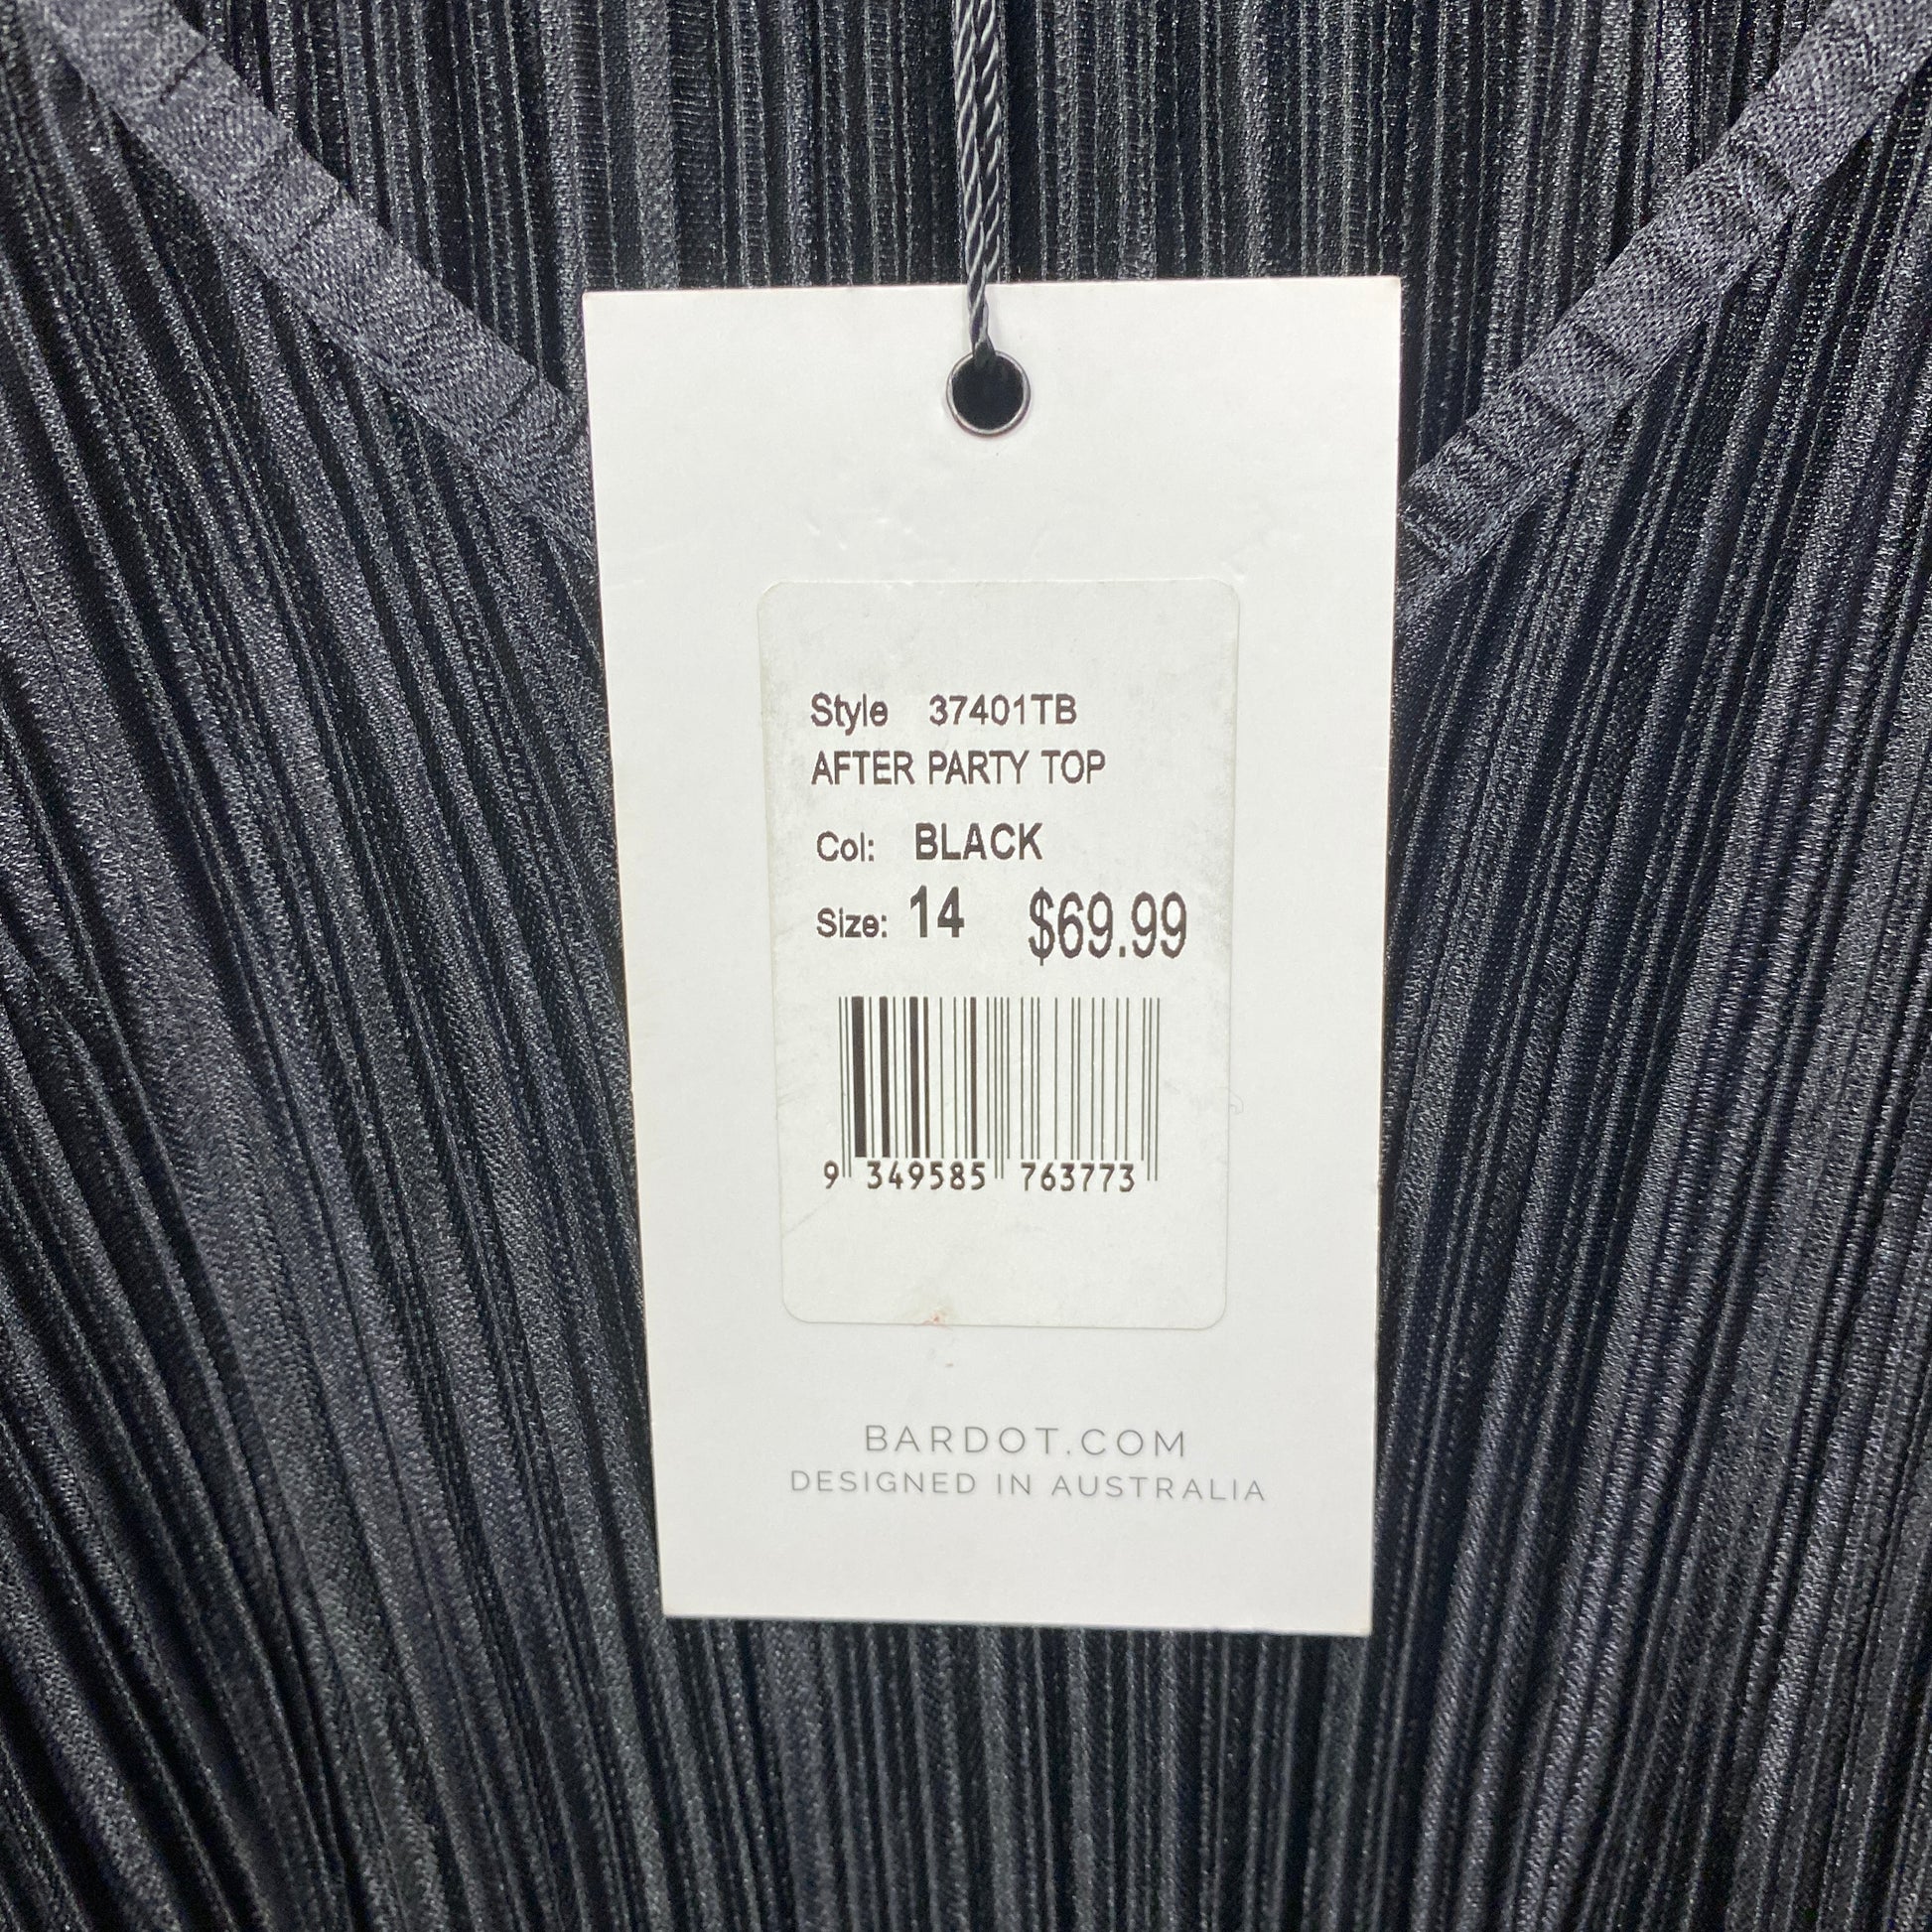 Style 37401TB
AFTER PARTY TOP
Col: BLACK
Size: 14 $69.99
9 349585 763773
BARDOT.COM
DESIGNED IN AUSTRALIA